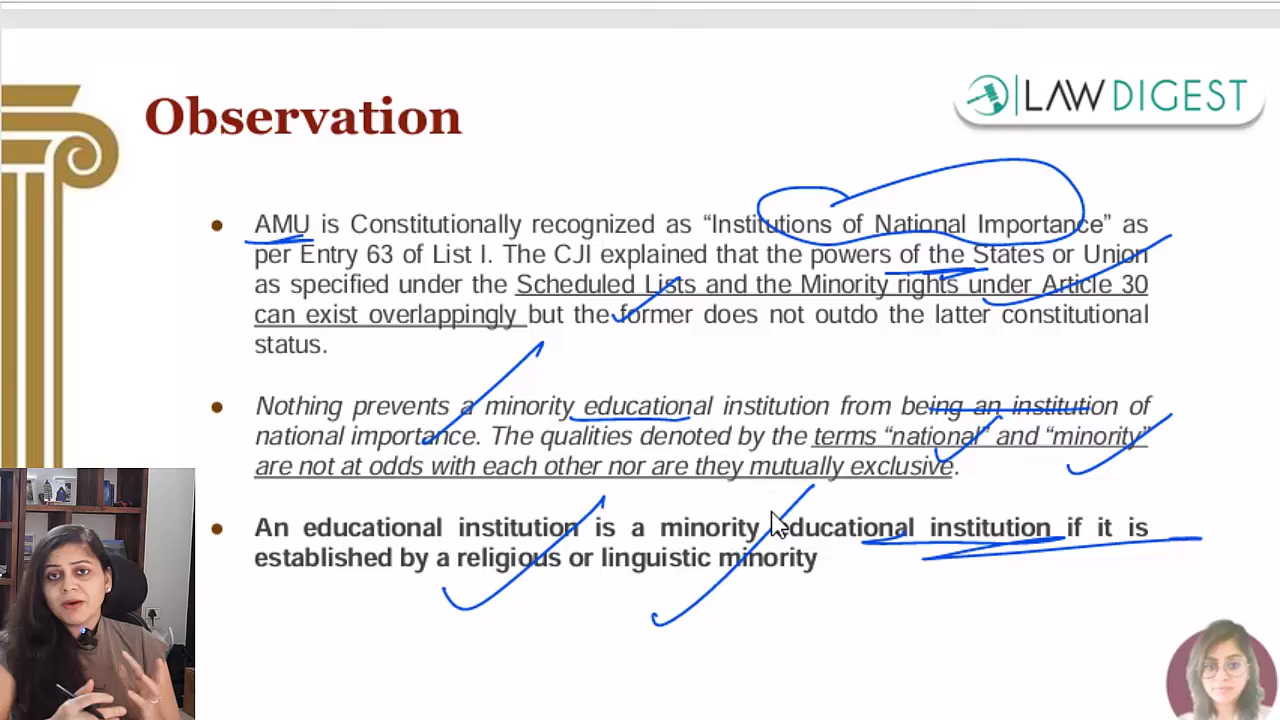 Observation
LAW DIGEST
AMU is Constitutionally recognized as “Institutions of National Importance” as
per Entry 63 of List I. The CJI explained that the powers of the States or Union
as specified under the Scheduled Lists and the Minority rights under Article 30
can exist overlappingly but the former does not outdo the latter constitutional
status.
Nothing prevents a minority educational institution from being an institution of
national importance. The qualities denoted by the terms “national” and “minority”
are not at odds with each other nor are they mutually exclusive.
An educational institution is a minority educational institution if it is
established by a religious or linguistic minority